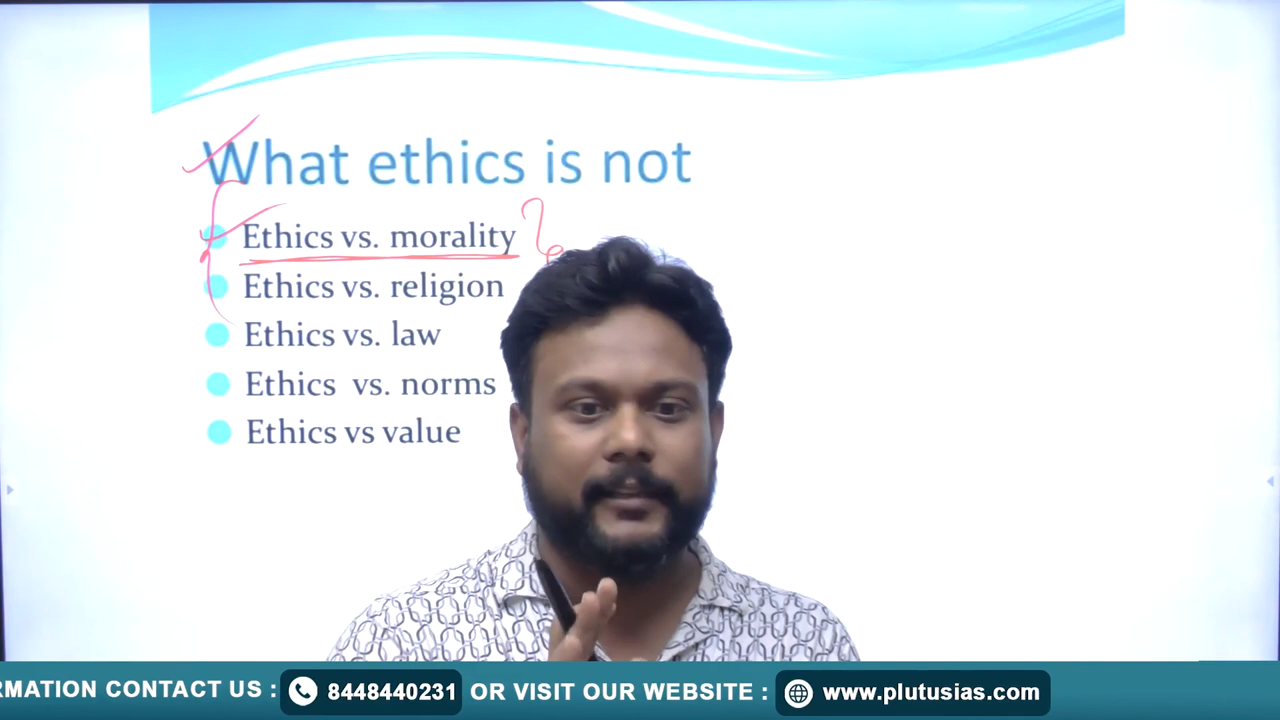 What ethics is not
Ethics vs. morality
Ethics vs. religion
Ethics vs. law
Ethics vs. norms
Ethics vs value
RMATION CONTACT US : 8448440231 OR VISIT OUR WEBSITE : www.plutusias.com